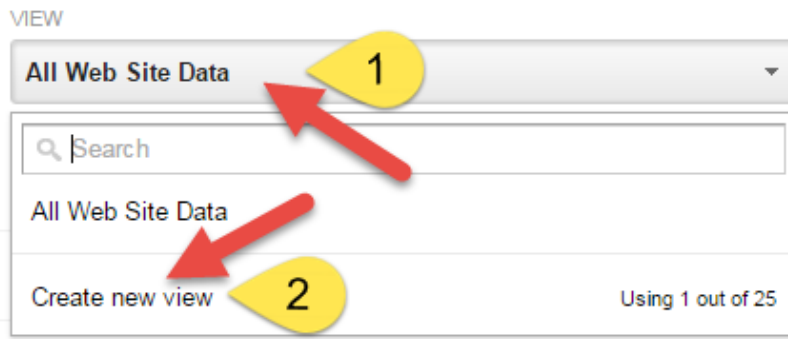 VIEW
All Web Site Data 1
Search
All Web Site Data
Create new view 2 Using 1 out of 25